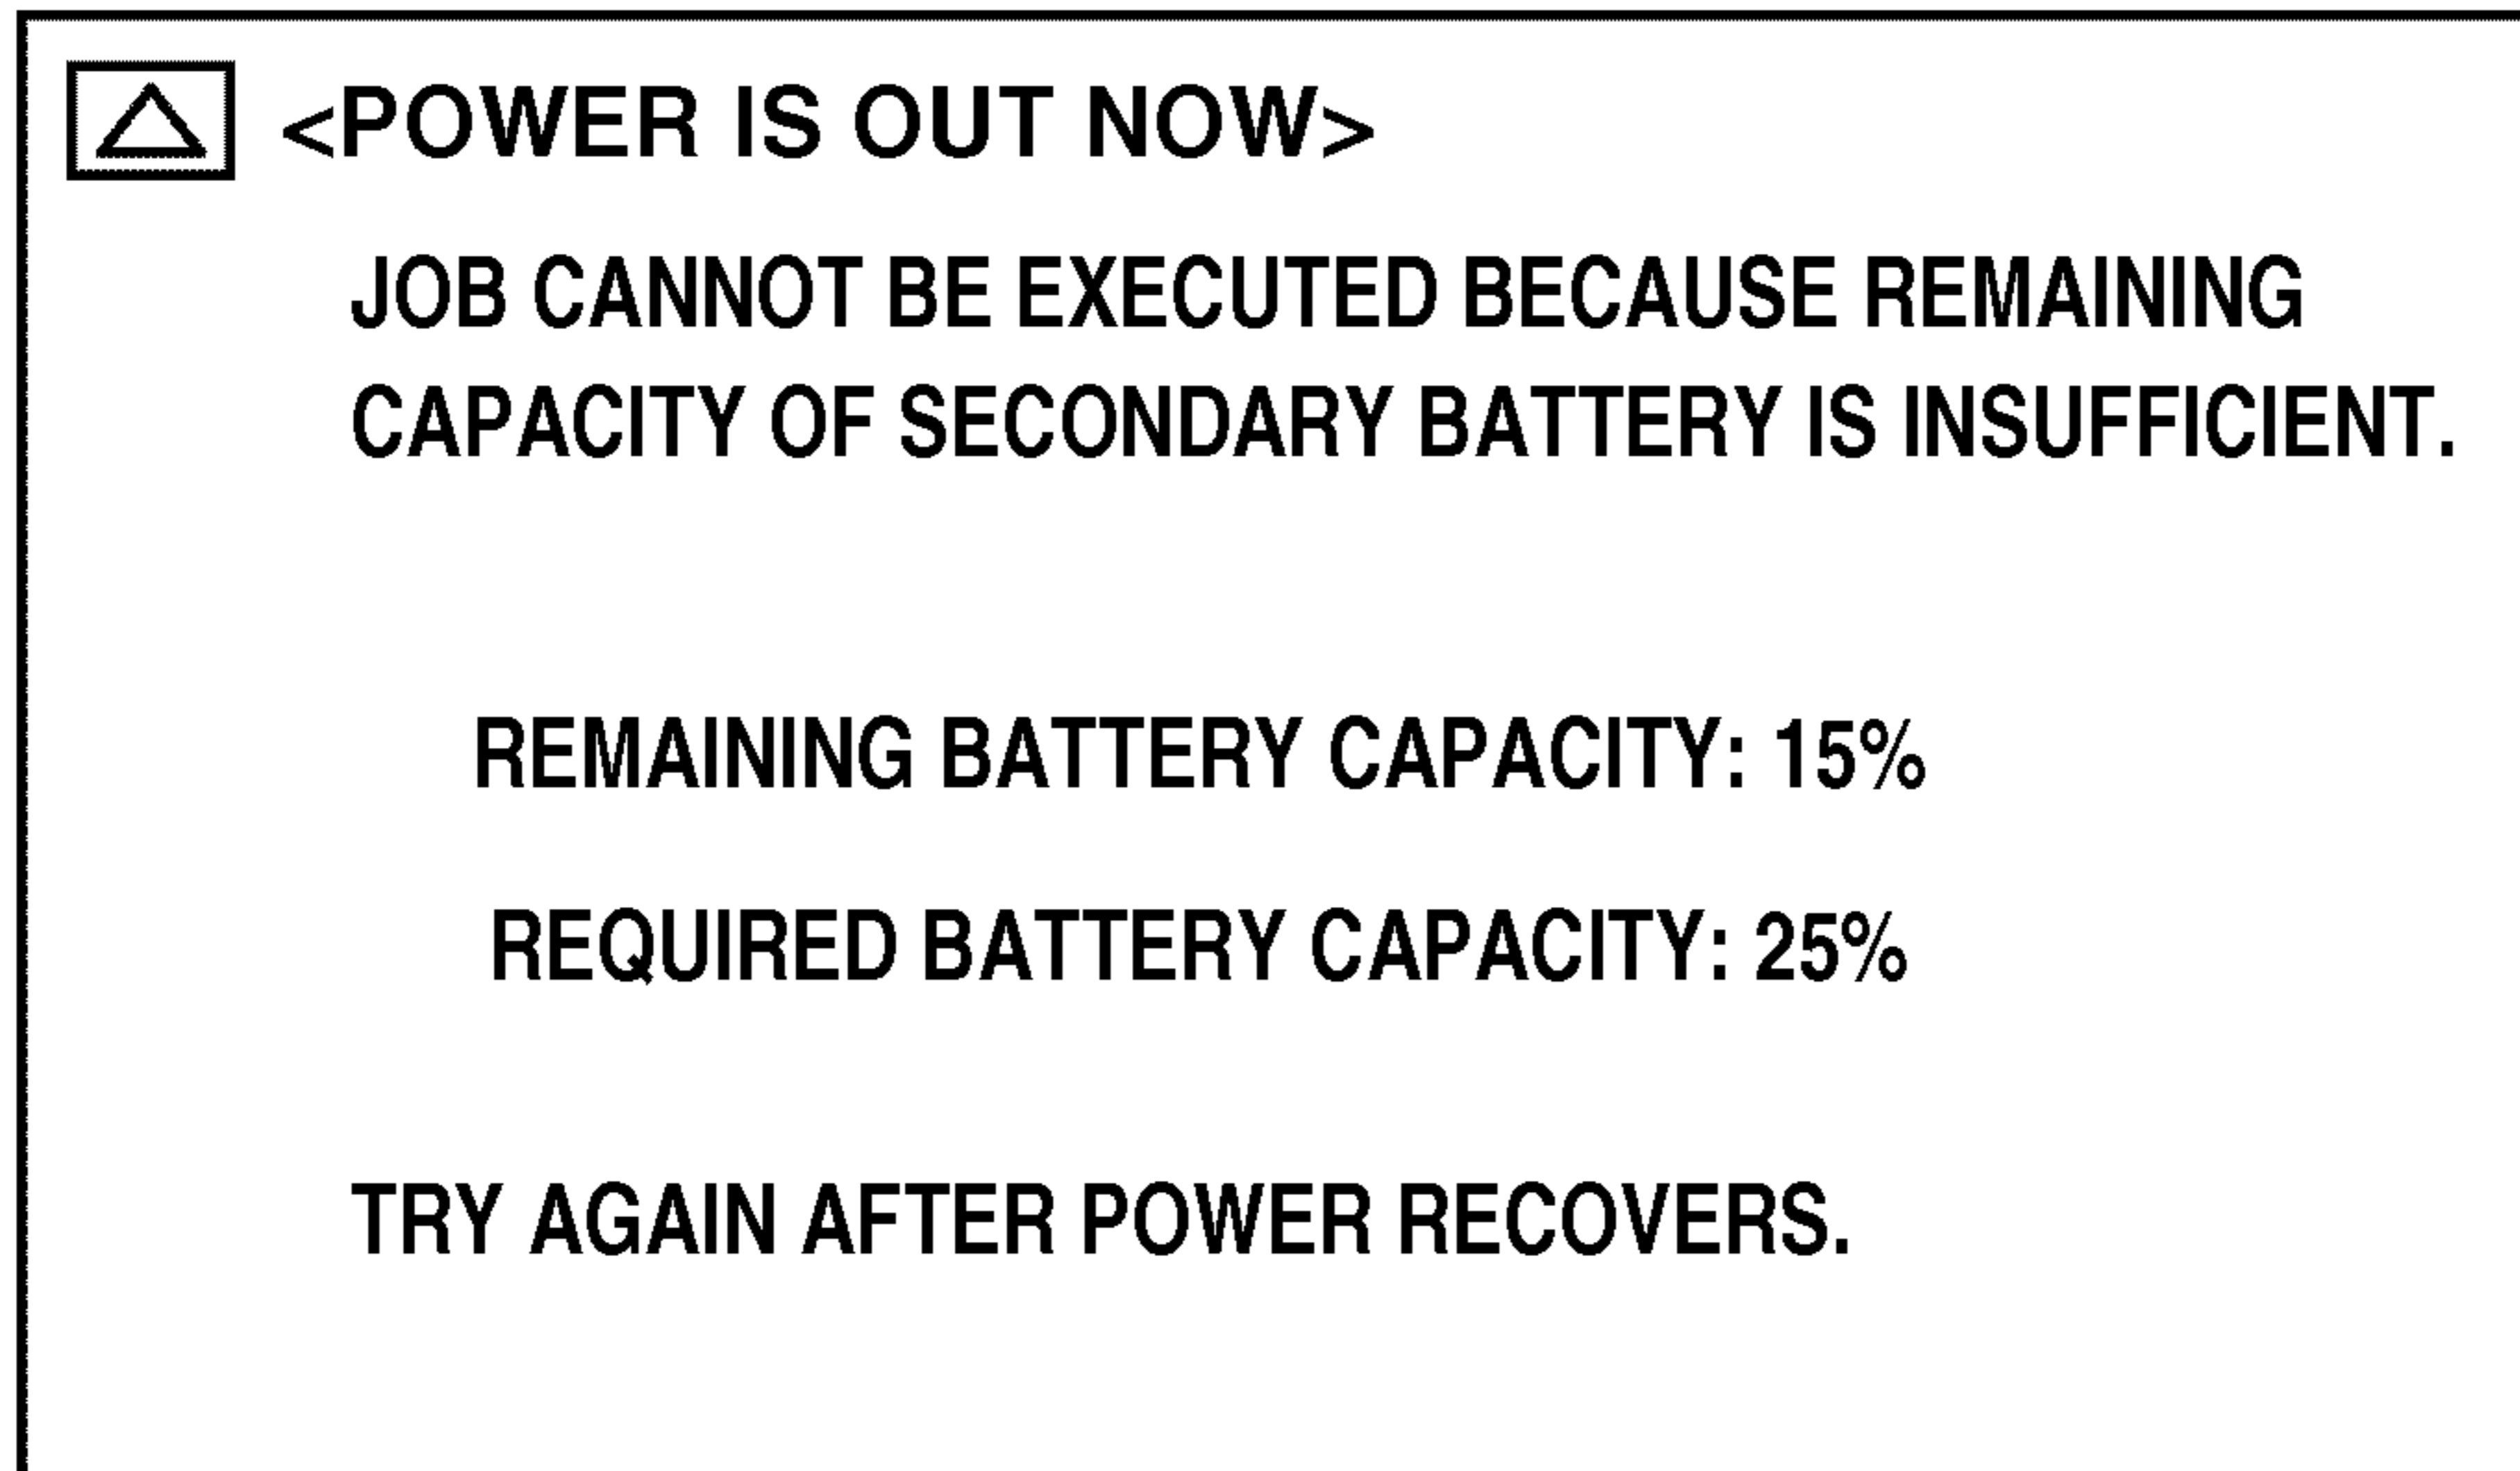 <POWER IS OUT NOW>
JOB CANNOT BE EXECUTED BECAUSE REMAINING
CAPACITY OF SECONDARY BATTERY IS INSUFFICIENT.
REMAINING BATTERY CAPACITY: 15%
REQUIRED BATTERY CAPACITY: 25%
TRY AGAIN AFTER POWER RECOVERS.